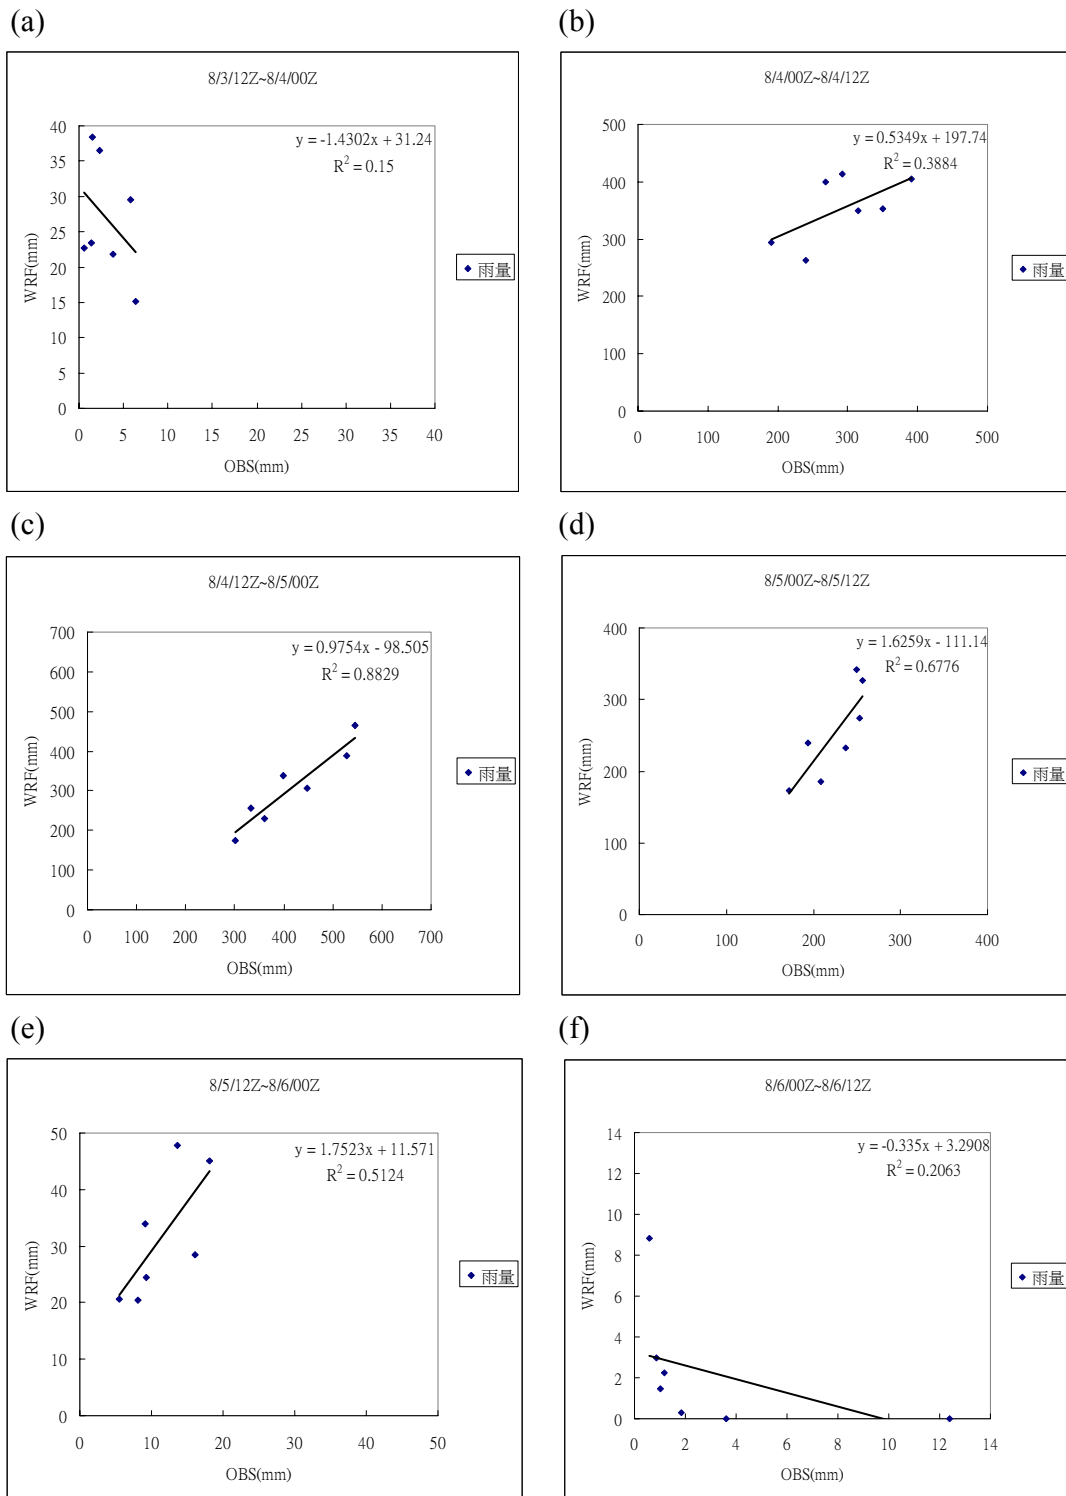 (a)
8/3/12Z~8/4/00Z
y = -1.4302x + 31.24
R² = 0.15
40
35
30
25
20
15
10
5
0
WRF(mm)
0 5 10 15 20 25 30 35 40
OBS(mm)
雨量
(b)
8/4/00Z~8/4/12Z
y = 0.5349x + 197.74
R² = 0.3884
500
400
300
200
100
0
WRF(mm)
0 100 200 300 400 500
OBS(mm)
雨量
(c)
8/4/12Z~8/5/00Z
y = 0.9754x - 98.505
R² = 0.8829
700
600
500
400
300
200
100
0
WRF(mm)
0 100 200 300 400 500 600 700
OBS(mm)
雨量
(d)
8/5/00Z~8/5/12Z
y = 1.6259x - 111.14
R² = 0.6776
400
300
200
100
0
WRF(mm)
0 100 200 300 400
OBS(mm)
雨量
(e)
8/5/12Z~8/6/00Z
y = 1.7523x + 11.571
R² = 0.5124
50
40
30
20
10
0
WRF(mm)
0 10 20 30 40 50
OBS(mm)
雨量
(f)
8/6/00Z~8/6/12Z
y = -0.335x + 3.2908
R² = 0.2063
14
12
10
8
6
4
2
0
WRF(mm)
0 2 4 6 8 10 12 14
OBS(mm)
雨量